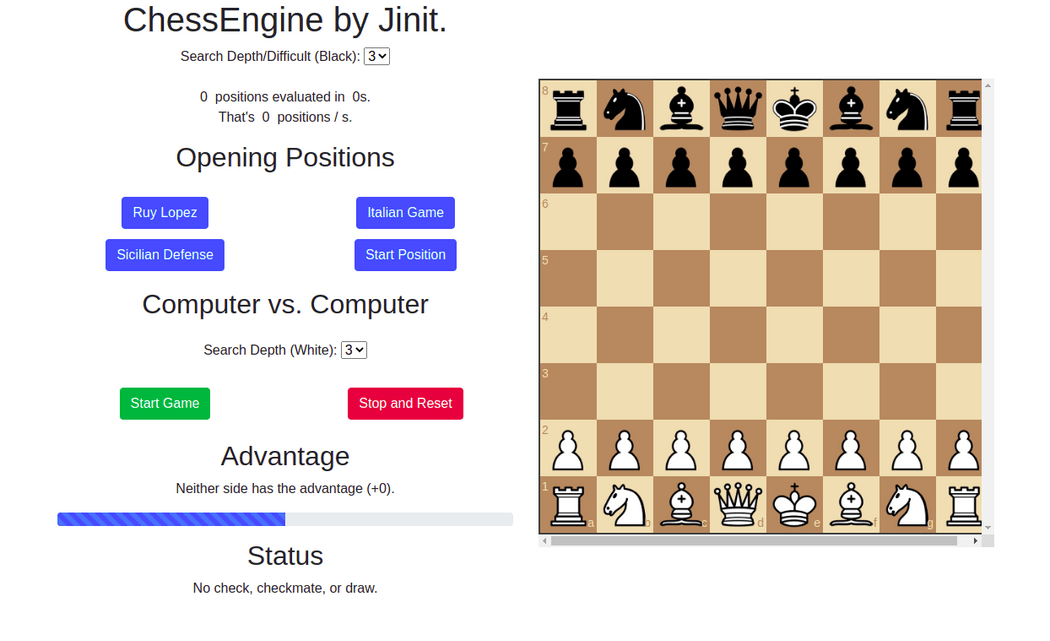 ChessEngine by Jinit.
Search Depth/Difficult (Black): 3
0 positions evaluated in 0s.
That's 0 positions / s.
Opening Positions
Ruy Lopez
Italian Game
Sicilian Defense
Start Position
Computer vs. Computer
Search Depth (White): 3
Start Game
Stop and Reset
Advantage
Neither side has the advantage (+0).
Status
No check, checkmate, or draw.
8
7
6
5
4
3
2
1
a b c d e f g